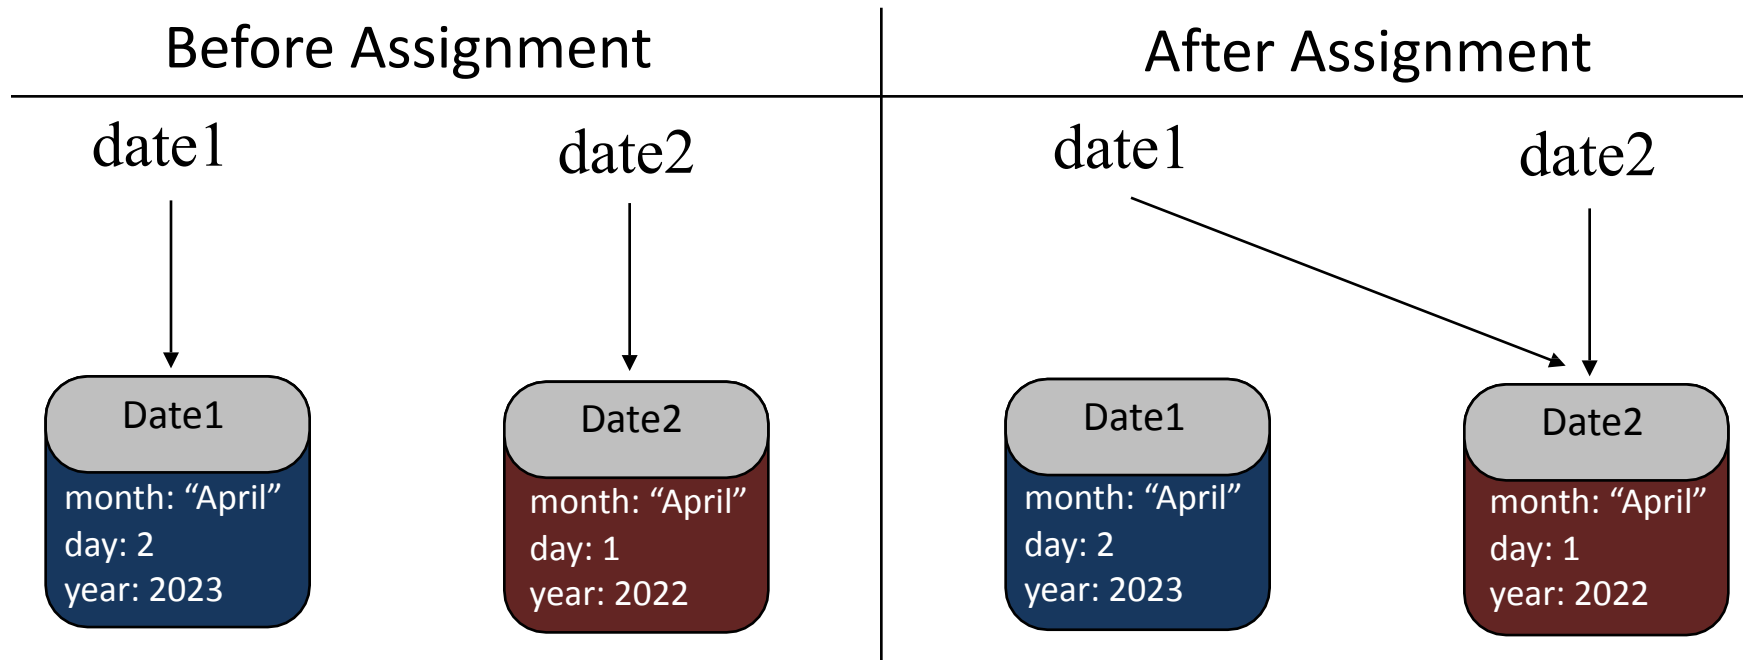 Before Assignment
date1
date2
Date1
month: “April”
day: 2
year: 2023
Date2
month: “April”
day: 1
year: 2022
After Assignment
date1
date2
Date1
month: “April”
day: 2
year: 2023
Date2
month: “April”
day: 1
year: 2022